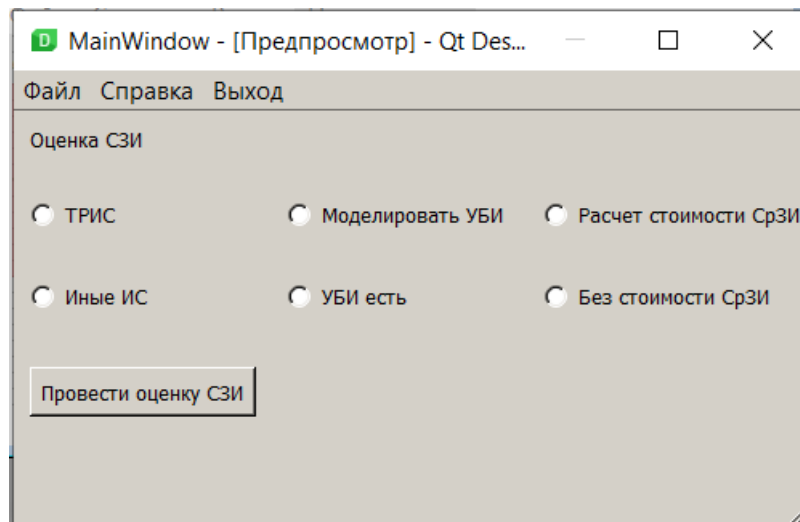 MainWindow - [Предпросмотр] - Qt Des...
Файл Справка Выход
Оценка СЗИ
ТРИС Моделировать УБИ Расчет стоимости СрЗИ
Иные ИС УБИ есть Без стоимости СрЗИ
Провести оценку СЗИ